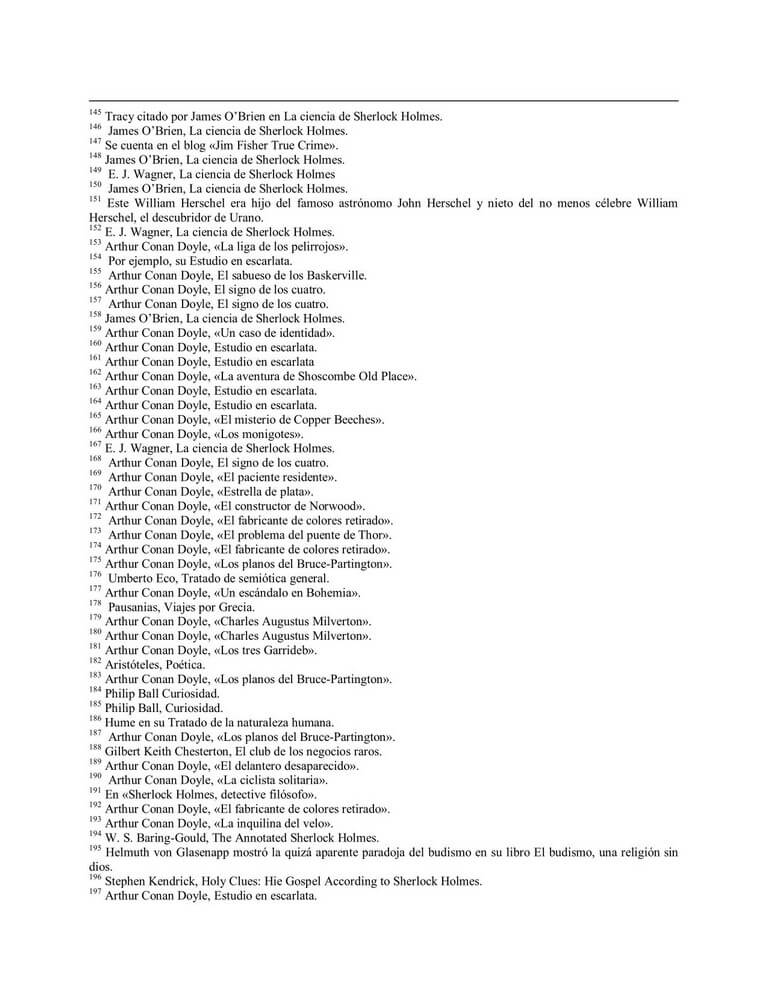 145 Tracy citado por James O’Brien en La ciencia de Sherlock Holmes.
146 James O’Brien, La ciencia de Sherlock Holmes.
147 Se cuenta en el blog «Jim Fisher True Crime».
148 James O’Brien, La ciencia de Sherlock Holmes.
149 E. J. Wagner, La ciencia de Sherlock Holmes
150 James O’Brien, La ciencia de Sherlock Holmes.
151 Este William Herschel era hijo del famoso astrónomo John Herschel y nieto del no menos célebre William
Herschel, el descubridor de Urano.
152 E. J. Wagner, La ciencia de Sherlock Holmes.
153 Arthur Conan Doyle, «La liga de los pelirrojos».
154 Por ejemplo, su Estudio en escarlata.
155 Arthur Conan Doyle, El sabueso de los Baskerville.
156 Arthur Conan Doyle, El signo de los cuatro.
157 Arthur Conan Doyle, El signo de los cuatro.
158 James O’Brien, La ciencia de Sherlock Holmes.
159 Arthur Conan Doyle, «Un caso de identidad».
160 Arthur Conan Doyle, Estudio en escarlata.
161 Arthur Conan Doyle, Estudio en escarlata
162 Arthur Conan Doyle, «La aventura de Shoscombe Old Place».
163 Arthur Conan Doyle, Estudio en escarlata.
164 Arthur Conan Doyle, Estudio en escarlata.
165 Arthur Conan Doyle, «El misterio de Copper Beeches».
166 Arthur Conan Doyle, «Los monigotes».
167 E. J. Wagner, La ciencia de Sherlock Holmes.
168 Arthur Conan Doyle, El signo de los cuatro.
169 Arthur Conan Doyle, «El paciente residente».
170 Arthur Conan Doyle, «Estrella de plata».
171 Arthur Conan Doyle, «El constructor de Norwood».
172 Arthur Conan Doyle, «El fabricante de colores retirado».
173 Arthur Conan Doyle, «El problema del puente de Thor».
174 Arthur Conan Doyle, «El fabricante de colores retirado».
175 Arthur Conan Doyle, «Los planos del Bruce-Partington».
176 Umberto Eco, Tratado de semiótica general.
177 Arthur Conan Doyle, «Un escándalo en Bohemia».
178 Pausanias, Viajes por Grecia.
179 Arthur Conan Doyle, «Charles Augustus Milverton».
180 Arthur Conan Doyle, «Charles Augustus Milverton».
181 Arthur Conan Doyle, «Los tres Garrideb».
182 Aristóteles, Poética.
183 Arthur Conan Doyle, «Los planos del Bruce-Partington».
184 Philip Ball Curiosidad.
185 Philip Ball, Curiosidad.
186 Hume en su Tratado de la naturaleza humana.
187 Arthur Conan Doyle, «Los planos del Bruce-Partington».
188 Gilbert Keith Chesterton, El club de los negocios raros.
189 Arthur Conan Doyle, «El delantero desaparecido».
190 Arthur Conan Doyle, «La ciclista solitaria».
191 En «Sherlock Holmes, detective filósofo».
192 Arthur Conan Doyle, «El fabricante de colores retirado».
193 Arthur Conan Doyle, «La inquilina del velo».
194 W. S. Baring-Gould, The Annotated Sherlock Holmes.
195 Helmuth von Glasenapp mostró la quizá aparente paradoja del budismo en su libro El budismo, una religión sin
dios.
196 Stephen Kendrick, Holy Clues: Hie Gospel According to Sherlock Holmes.
197 Arthur Conan Doyle, Estudio en escarlata.